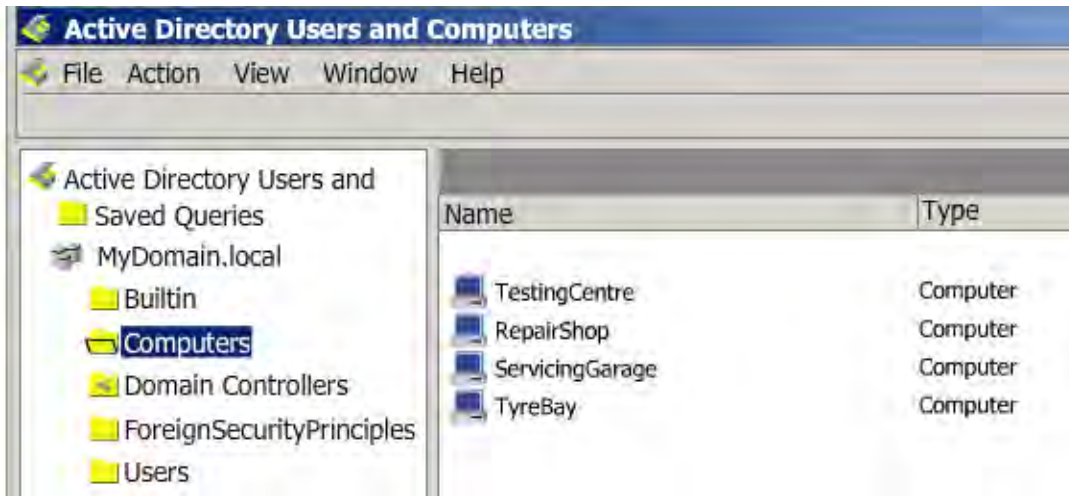 Active Directory Users and Computers
File Action View Window Help
Active Directory Users and
Saved Queries
MyDomain.local
Builtin
Computers
Domain Controllers
ForeignSecurityPrinciples
Users
Name Type
TestingCentre Computer
RepairShop Computer
ServicingGarage Computer
TyreBay Computer